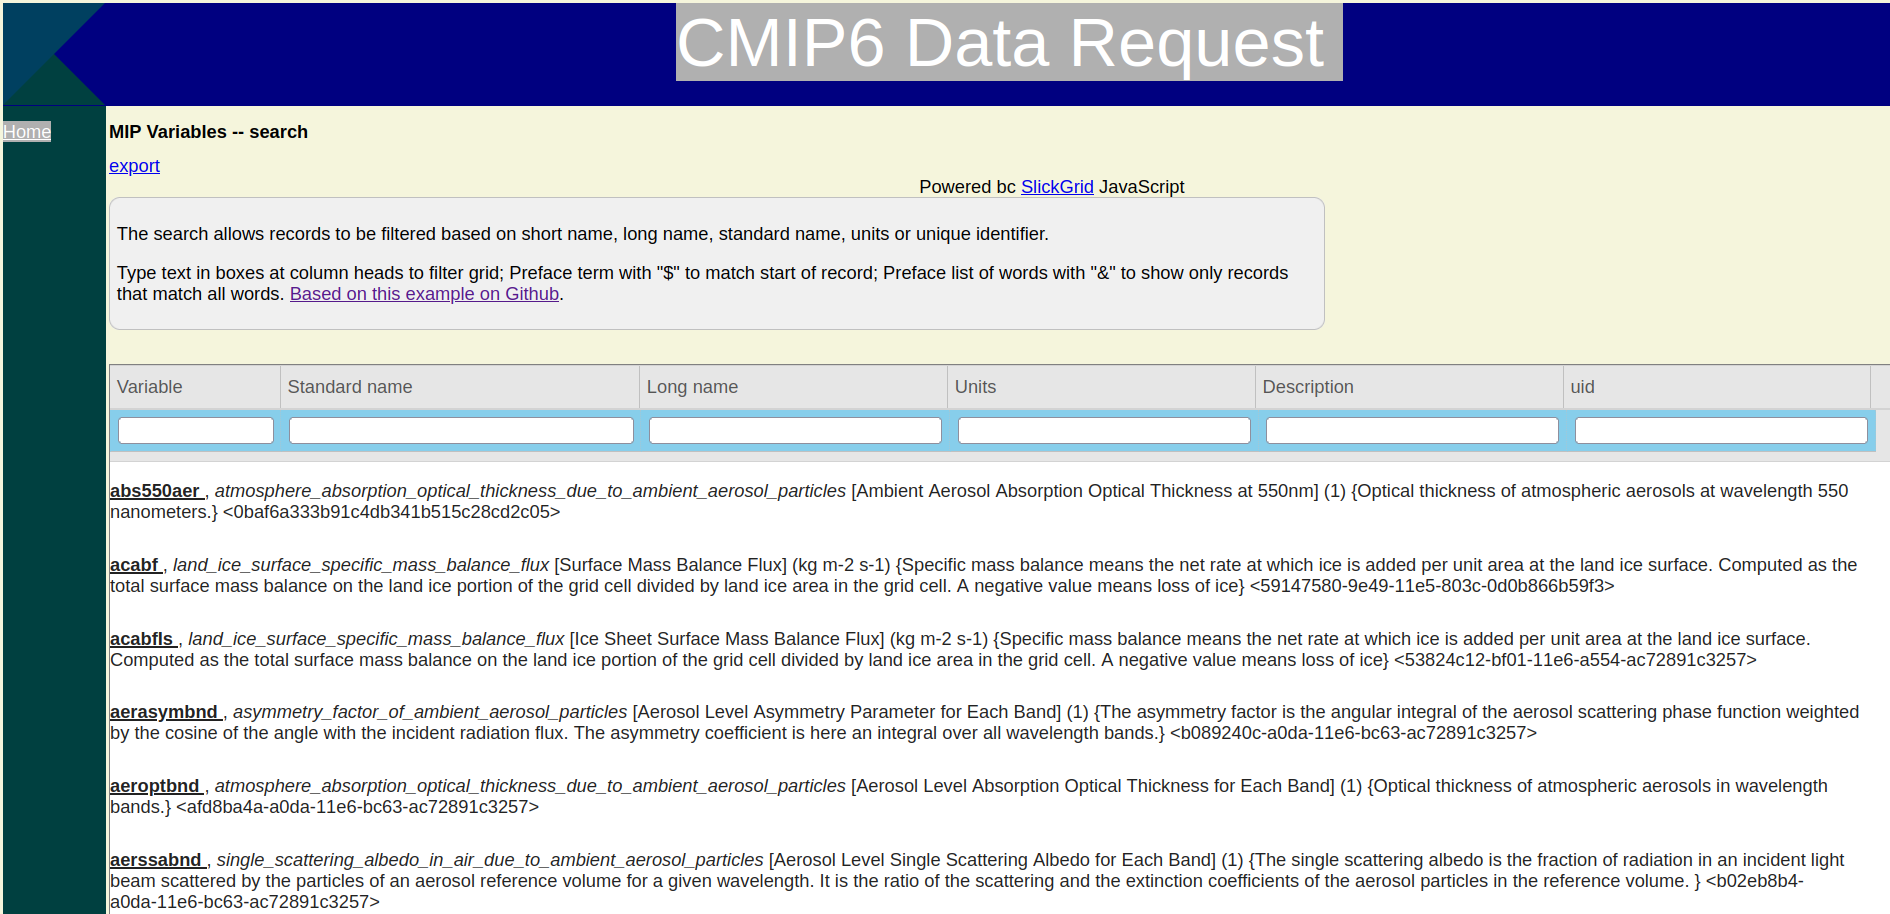 CMIP6 Data Request
Home
MIP Variables -- search
export
Powered bc SlickGrid JavaScript
The search allows records to be filtered based on short name, long name, standard name, units or unique identifier.
Type text in boxes at column heads to filter grid; Preface term with "$" to match start of record; Preface list of words with "&" to show only records
that match all words. Based on this example on Github.
Variable Standard name Long name Units Description uid
abs550aer , atmosphere_absorption_optical_thickness_due_to_ambient_aerosol_particles [Ambient Aerosol Absorption Optical Thickness at 550nm] (1) {Optical thickness of atmospheric aerosols at wavelength 550
nanometers.} <0baf6a333b91c4db341b515c28cd2c05>
acabf , land_ice_surface_specific_mass_balance_flux [Surface Mass Balance Flux] (kg m-2 s-1) {Specific mass balance means the net rate at which ice is added per unit area at the land ice surface. Computed as the
total surface mass balance on the land ice portion of the grid cell divided by land ice area in the grid cell. A negative value means loss of ice} <59147580-9e49-11e5-803c-0d0b866b59f3>
acabfIs , land_ice_surface_specific_mass_balance_flux [Ice Sheet Surface Mass Balance Flux] (kg m-2 s-1) {Specific mass balance means the net rate at which ice is added per unit area at the land ice surface.
Computed as the total surface mass balance on the land ice portion of the grid cell divided by land ice area in the grid cell. A negative value means loss of ice} <53824c12-bf01-11e6-a554-ac72891c3257>
aerasymbnd , asymmetry_factor_of_ambient_aerosol_particles [Aerosol Level Asymmetry Parameter for Each Band] (1) {The asymmetry factor is the angular integral of the aerosol scattering phase function weighted
by the cosine of the angle with the incident radiation flux. The asymmetry coefficient is here an integral over all wavelength bands.} <b089240c-a0da-11e6-bc63-ac72891c3257>
aeroptbnd , atmosphere_absorption_optical_thickness_due_to_ambient_aerosol_particles [Aerosol Level Absorption Optical Thickness for Each Band] (1) {Optical thickness of atmospheric aerosols in wavelength
bands.} <afd8ba4a-a0da-11e6-bc63-ac72891c3257>
aerssabnd , single_scattering_albedo_in_air_due_to_ambient_aerosol_particles [Aerosol Level Single Scattering Albedo for Each Band] (1) {The single scattering albedo is the fraction of radiation in an incident light
beam scattered by the particles of an aerosol reference volume for a given wavelength. It is the ratio of the scattering and the extinction coefficients of the aerosol particles in the reference volume. } <b02eb8b4-
a0da-11e6-bc63-ac72891c3257>